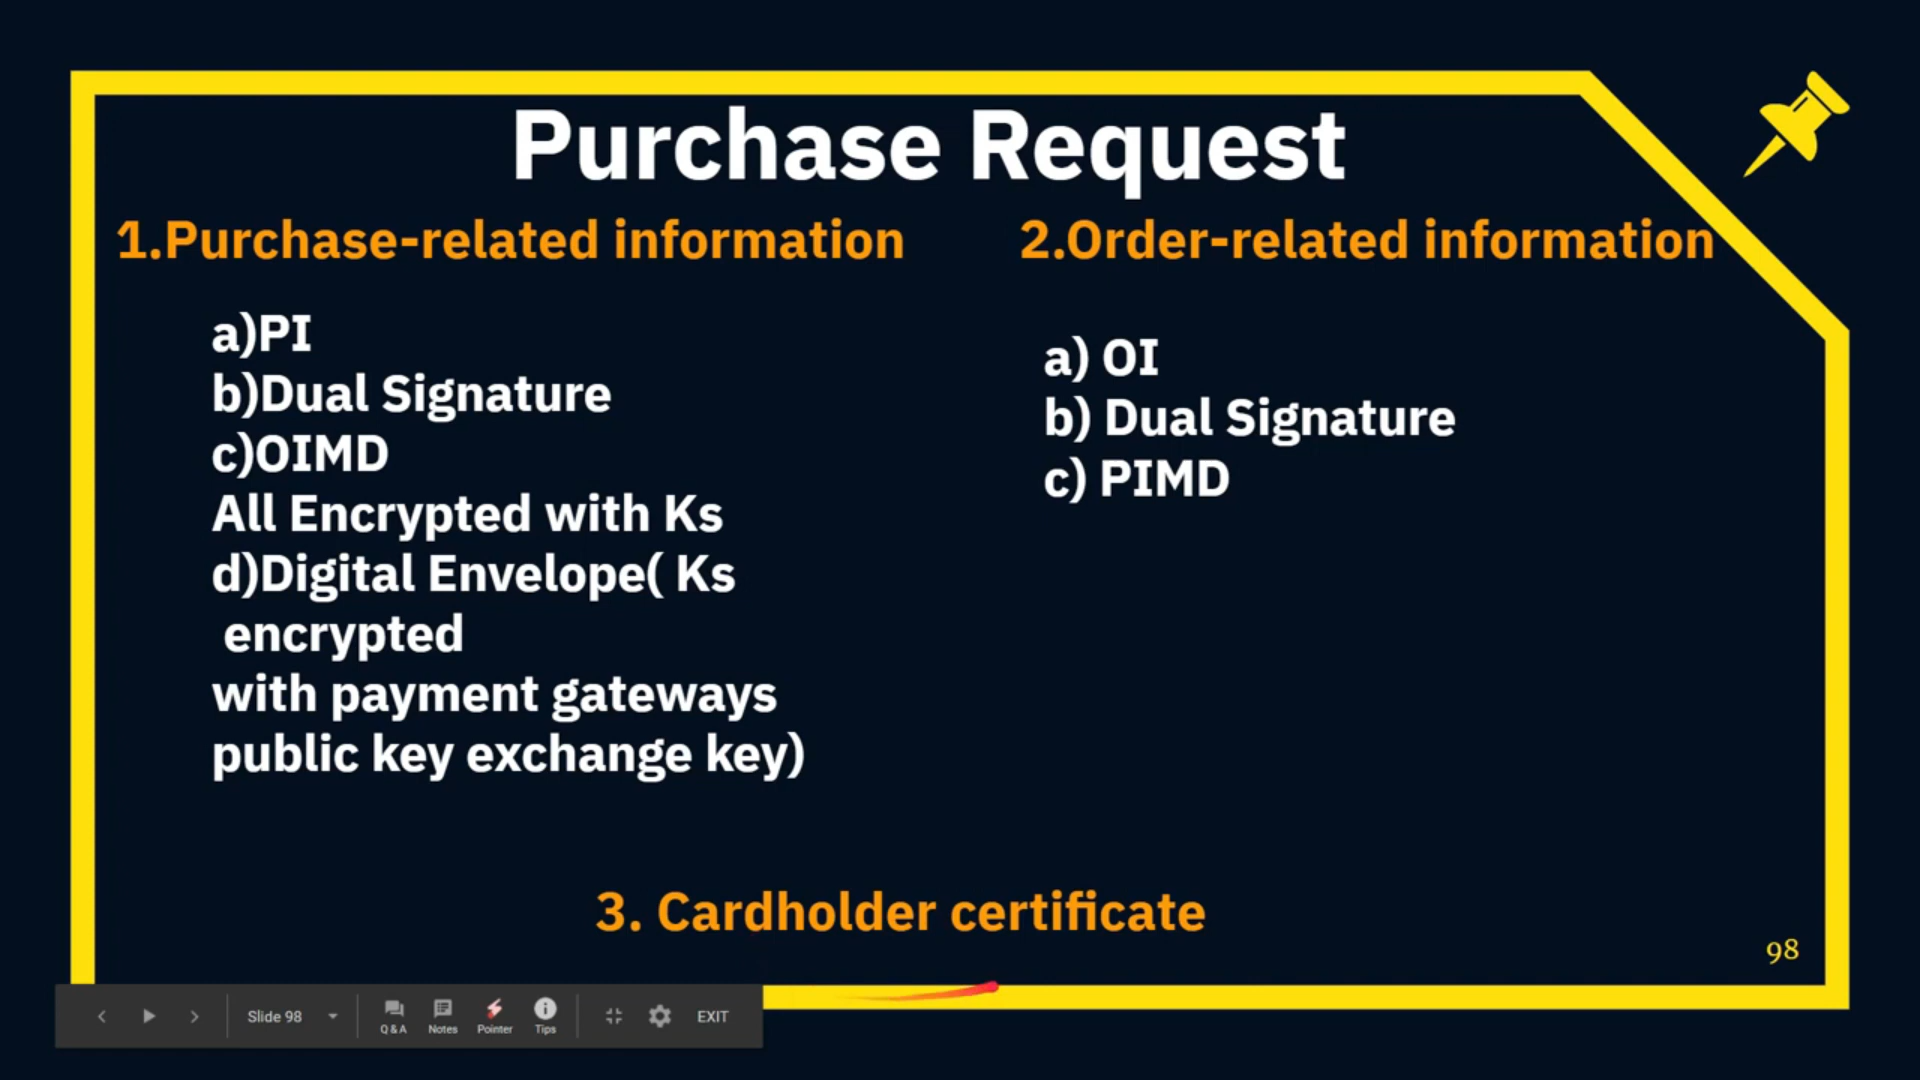 Purchase Request
1.Purchase-related information
a)PI
b)Dual Signature
c)OIMD
All Encrypted with Ks
d)Digital Envelope( Ks
encrypted
with payment gateways
public key exchange key)
2.Order-related information
a) OI
b) Dual Signature
c) PIMD
3. Cardholder certificate
98
Slide 98
Q & A
Notes
Pointer
Tips
EXIT